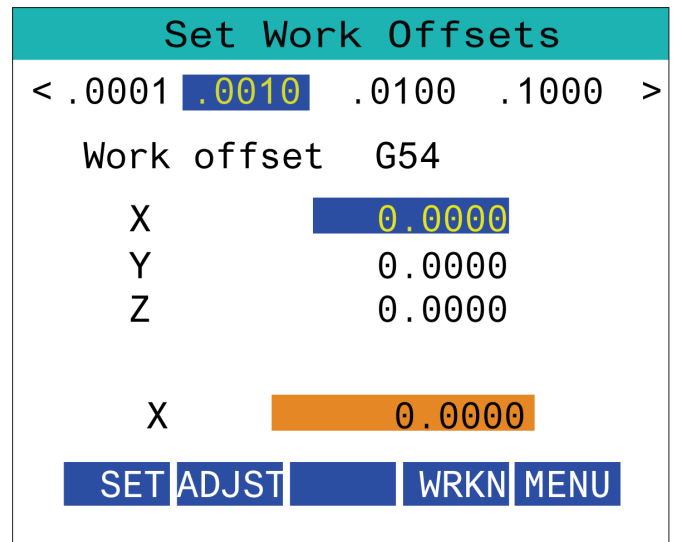 Set Work Offsets
< .0001 .0010 .0100 .1000 >
Work offset G54
X 0.0000
Y 0.0000
Z 0.0000
X 0.0000
SET ADJST WRKN MENU